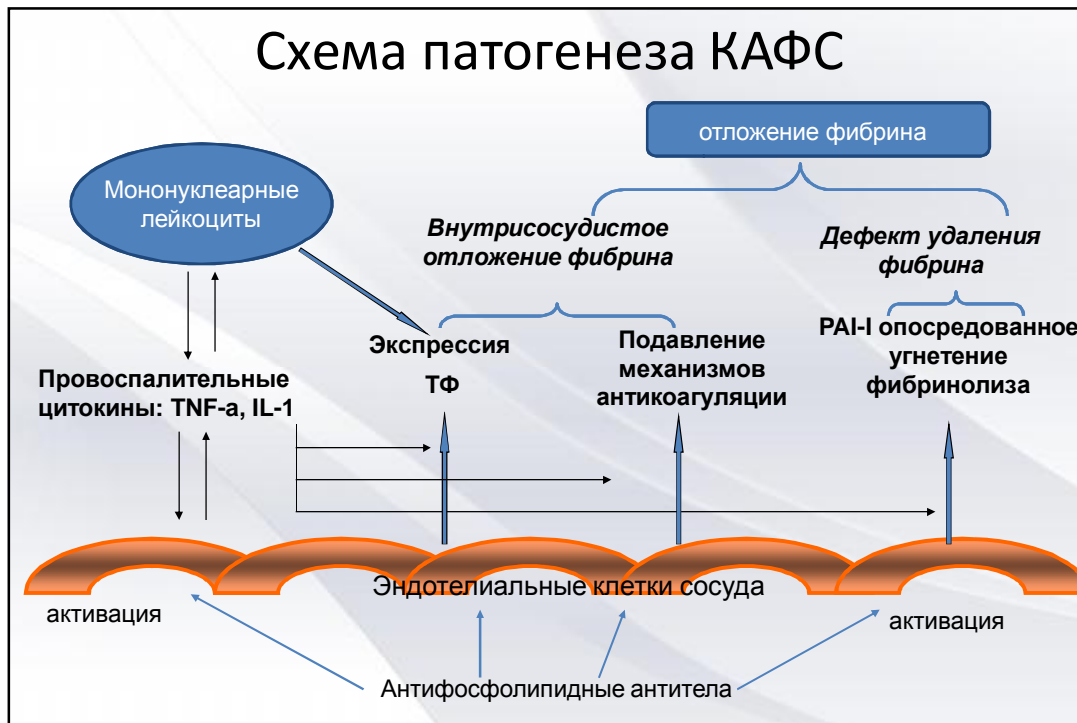 Схема патогенеза КАФС
отложение фибрина
Мононуклеарные
лейкоциты
Внутрисосудистое
отложение фибрина
Дефект удаления
фибрина
Экспрессия
ТФ
Подавление
механизмов
антикоагуляции
PAI-I опосредованное
угнетение
фибринолиза
Провоспалительные
цитокины: TNF-a, IL-1
Эндотелиальные клетки сосуда
активация
активация
Антифосфолипидные антитела